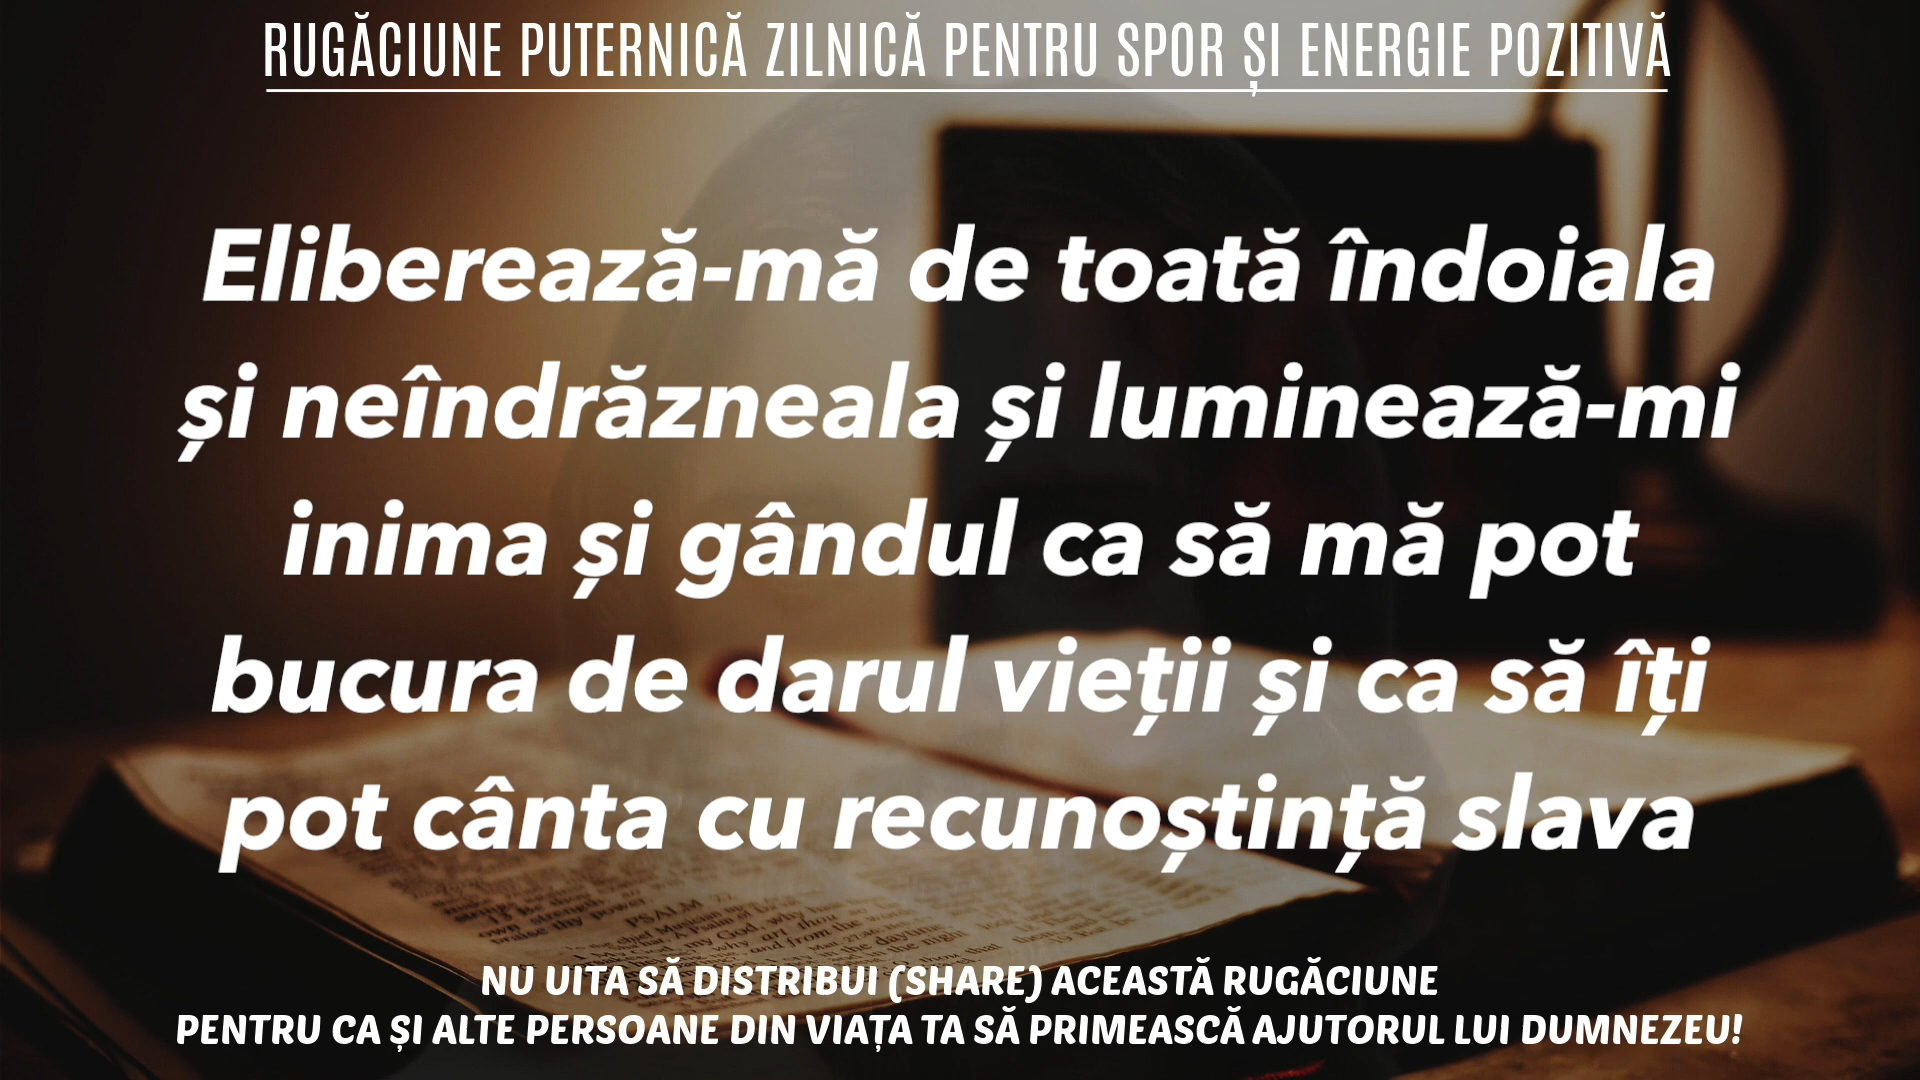 RUGĂCIUNE PUTERNICĂ ZILNICĂ PENTRU SPOR ȘI ENERGIE POZITIVĂ
Eliberează-mă de toată îndoiala
și neîndrăzneala și luminează-mi
inima și gândul ca să mă pot
bucura de darul vieții și ca să îți
pot cânta cu recunoștință slava
PSALM 22
NU UITA SĂ DISTRIBUI (SHARE) ACEASTĂ RUGĂCIUNE
PENTRU CA ȘI ALTE PERSOANE DIN VIAȚA TA SĂ PRIMEASCĂ AJUTORUL LUI DUMNEZEU!